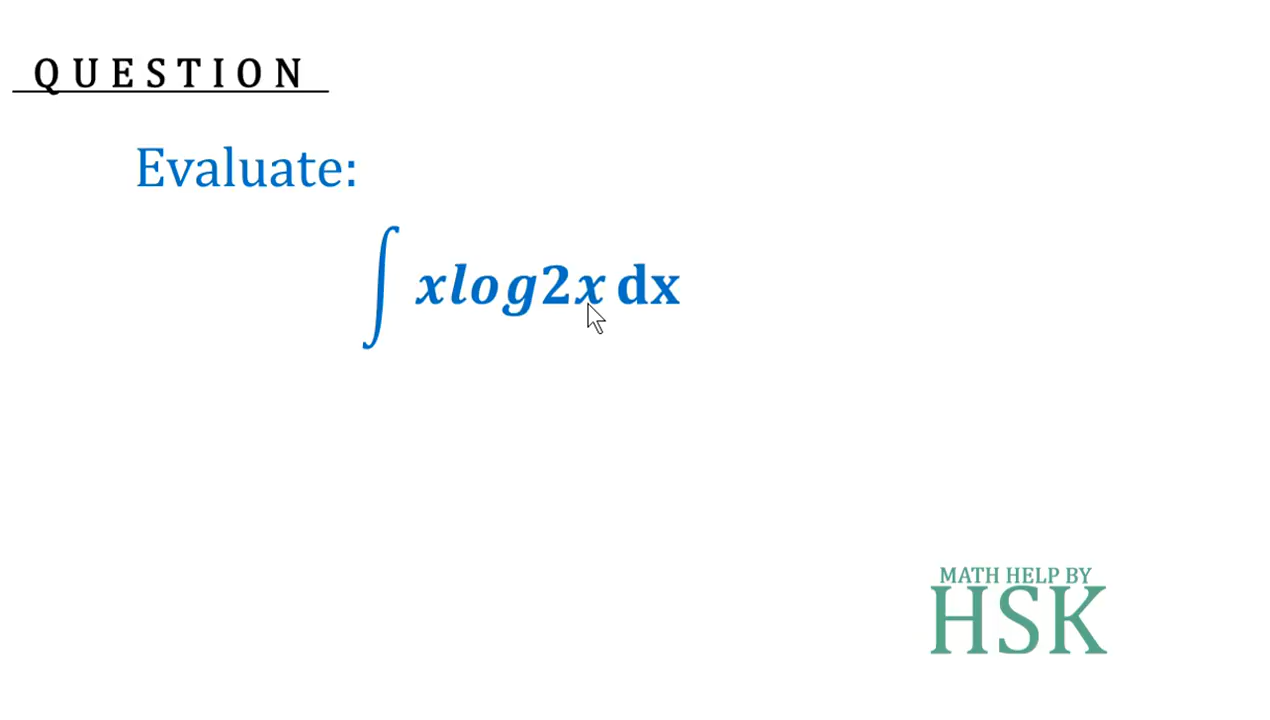 QUESTION
Evaluate:
∫ xlog2x dx
MATH HELP BY
HSK